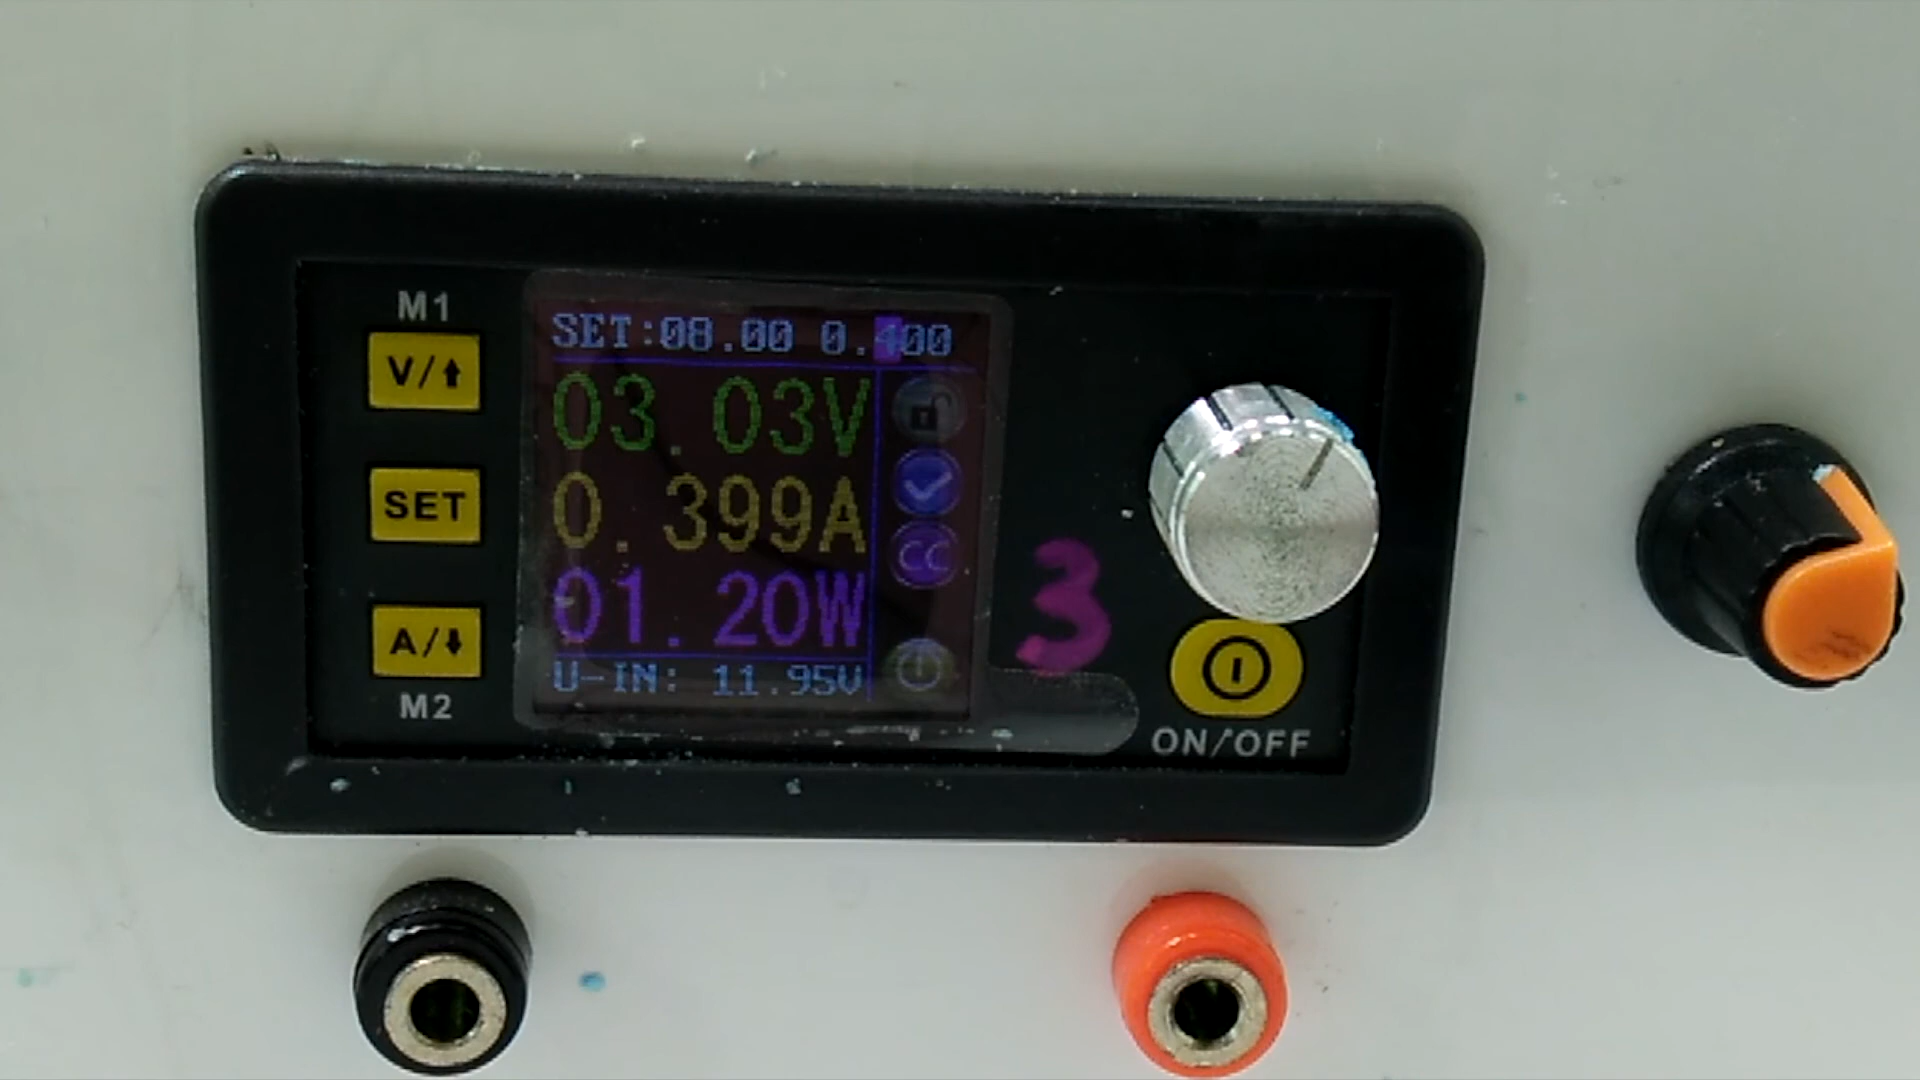 M1
V/⬆
SET
A/⬇
M2
SET:08.00 0.400
03.03V
0.399A
CC
01.20W
U-IN: 11.95V
3
ON/OFF